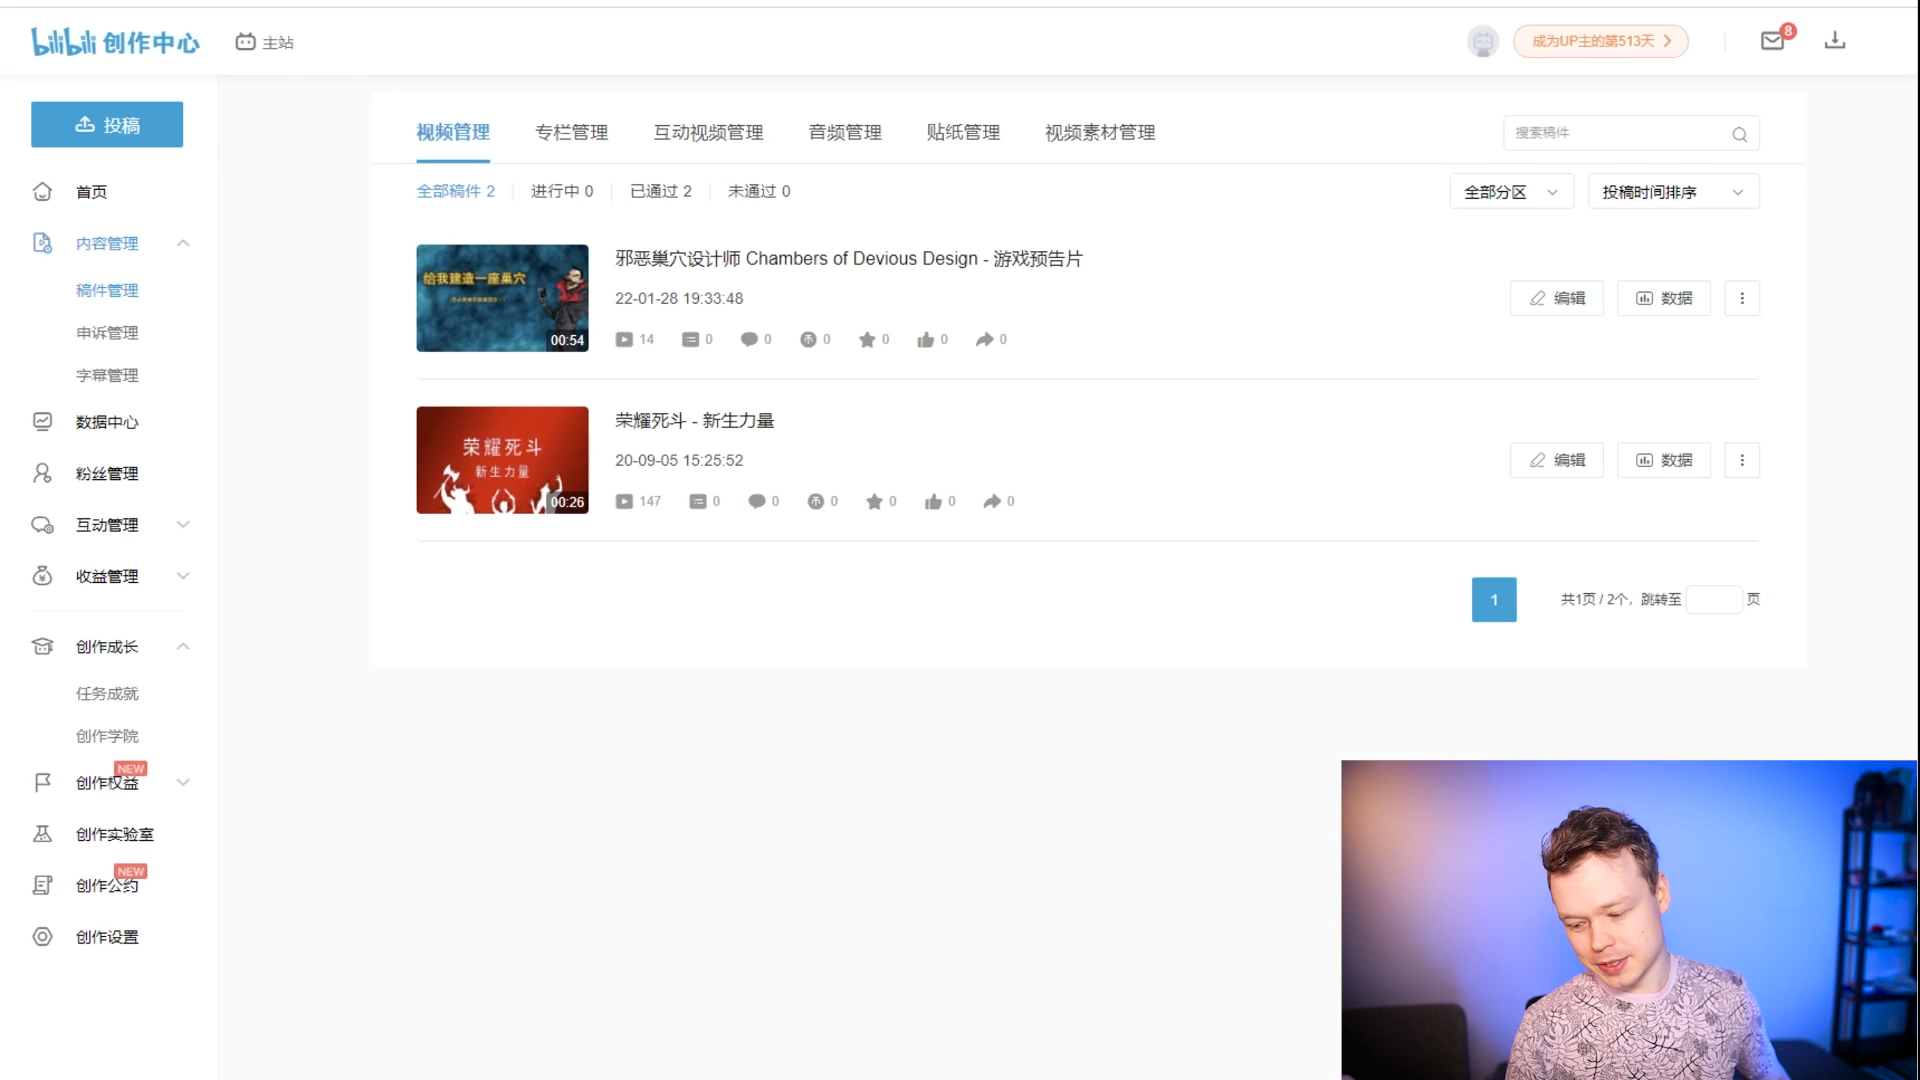 bilibili 创作中心
主站
成为UP主的第513天
8
投稿
首页
内容管理
稿件管理
申诉管理
字幕管理
数据中心
粉丝管理
互动管理
收益管理
创作成长
任务成就
创作学院
创作权益
NEW
创作实验室
创作公约
NEW
创作设置
视频管理
专栏管理
互动视频管理
音频管理
贴纸管理
视频素材管理
搜索稿件
全部稿件 2
进行中 0
已通过 2
未通过 0
全部分区
投稿时间排序
给我建造一座巢穴
00:54
邪恶巢穴设计师 Chambers of Devious Design - 游戏预告片
22-01-28 19:33:48
14
0
0
0
0
0
0
编辑
数据
荣耀死斗
新生力量
00:26
荣耀死斗 - 新生力量
20-09-05 15:25:52
147
0
0
0
0
0
0
编辑
数据
1
共1页 / 2个，跳转至
页